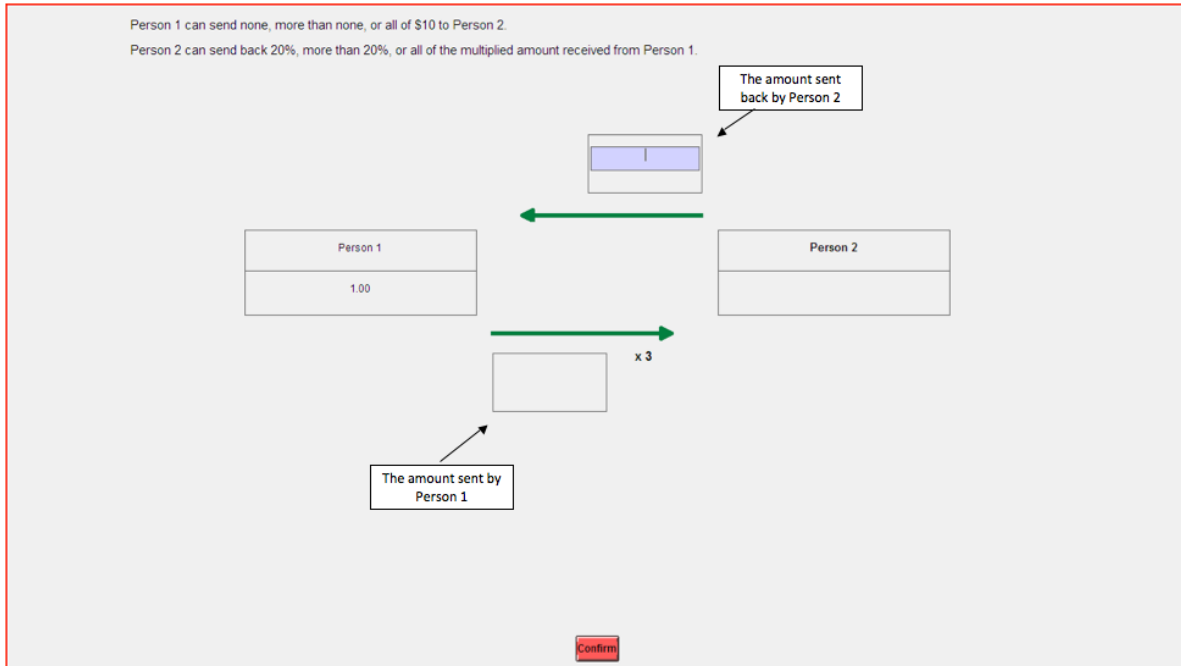 Person 1 can send none, more than none, or all of $10 to Person 2.
Person 2 can send back 20%, more than 20%, or all of the multiplied amount received from Person 1.
The amount sent
back by Person 2
Person 1
Person 2
1.00
x 3
The amount sent by
Person 1
Confirm